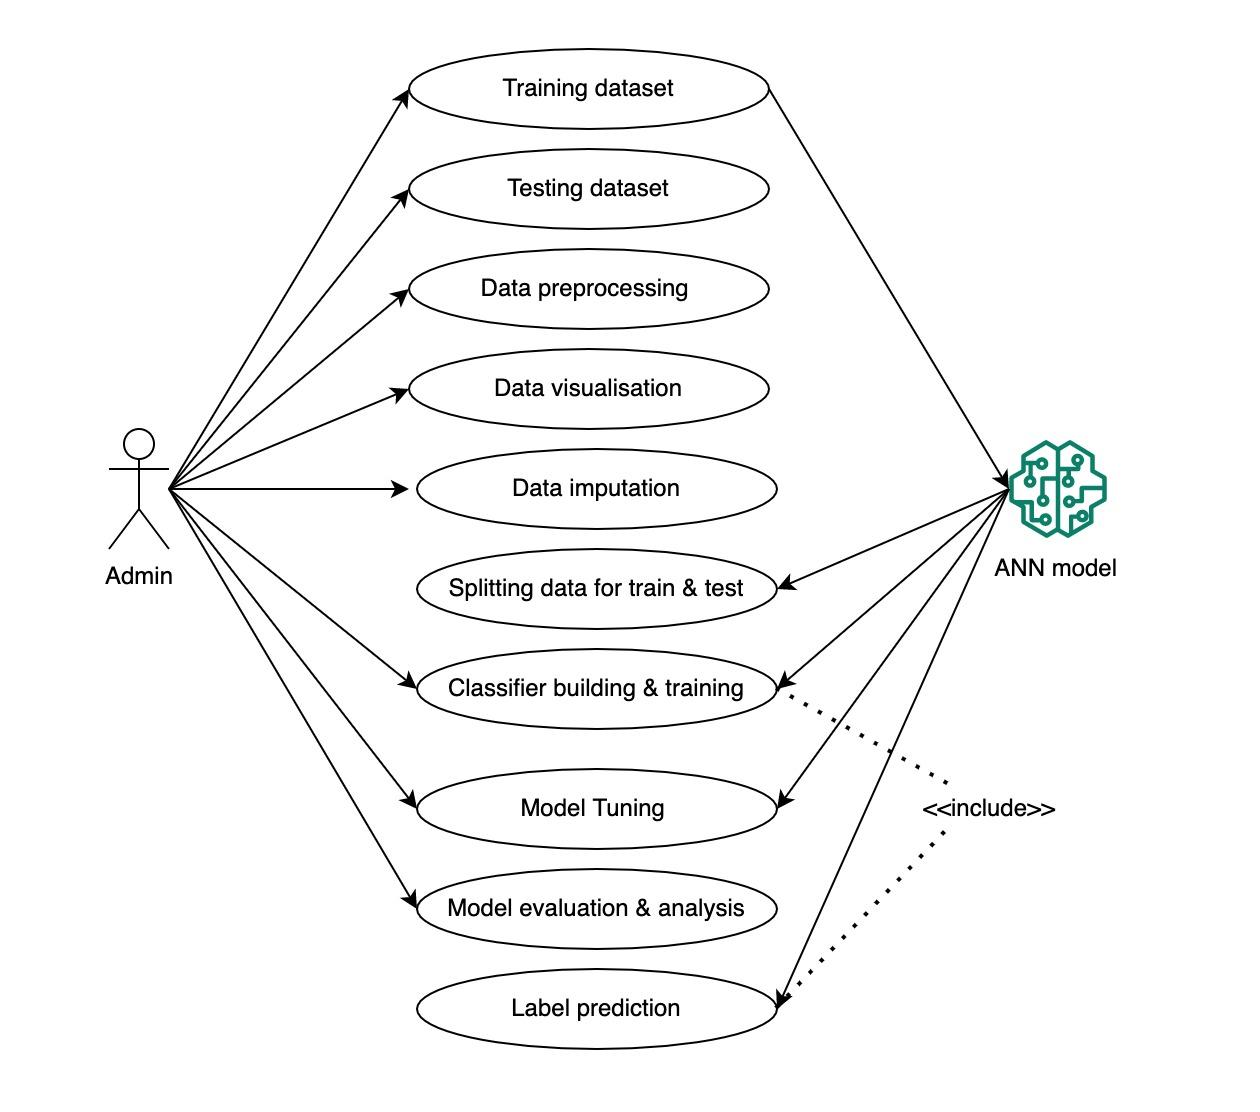 Training dataset
Testing dataset
Data preprocessing
Data visualisation
Data imputation
Splitting data for train & test
Admin
ANN model
Classifier building & training
Model Tuning
<<include>>
Model evaluation & analysis
Label prediction